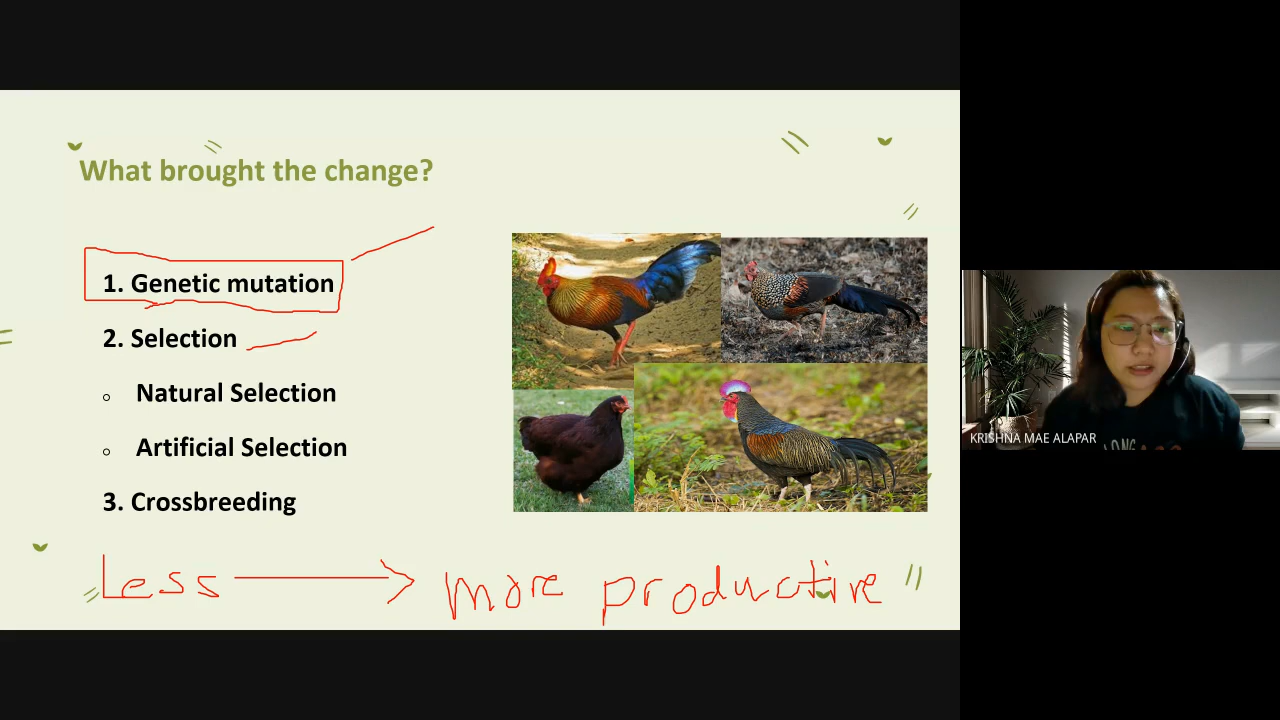 What brought the change?
1. Genetic mutation
2. Selection
Natural Selection
Artificial Selection
3. Crossbreeding
Less more productive
KRISHNA MAE ALAPAR
LONG